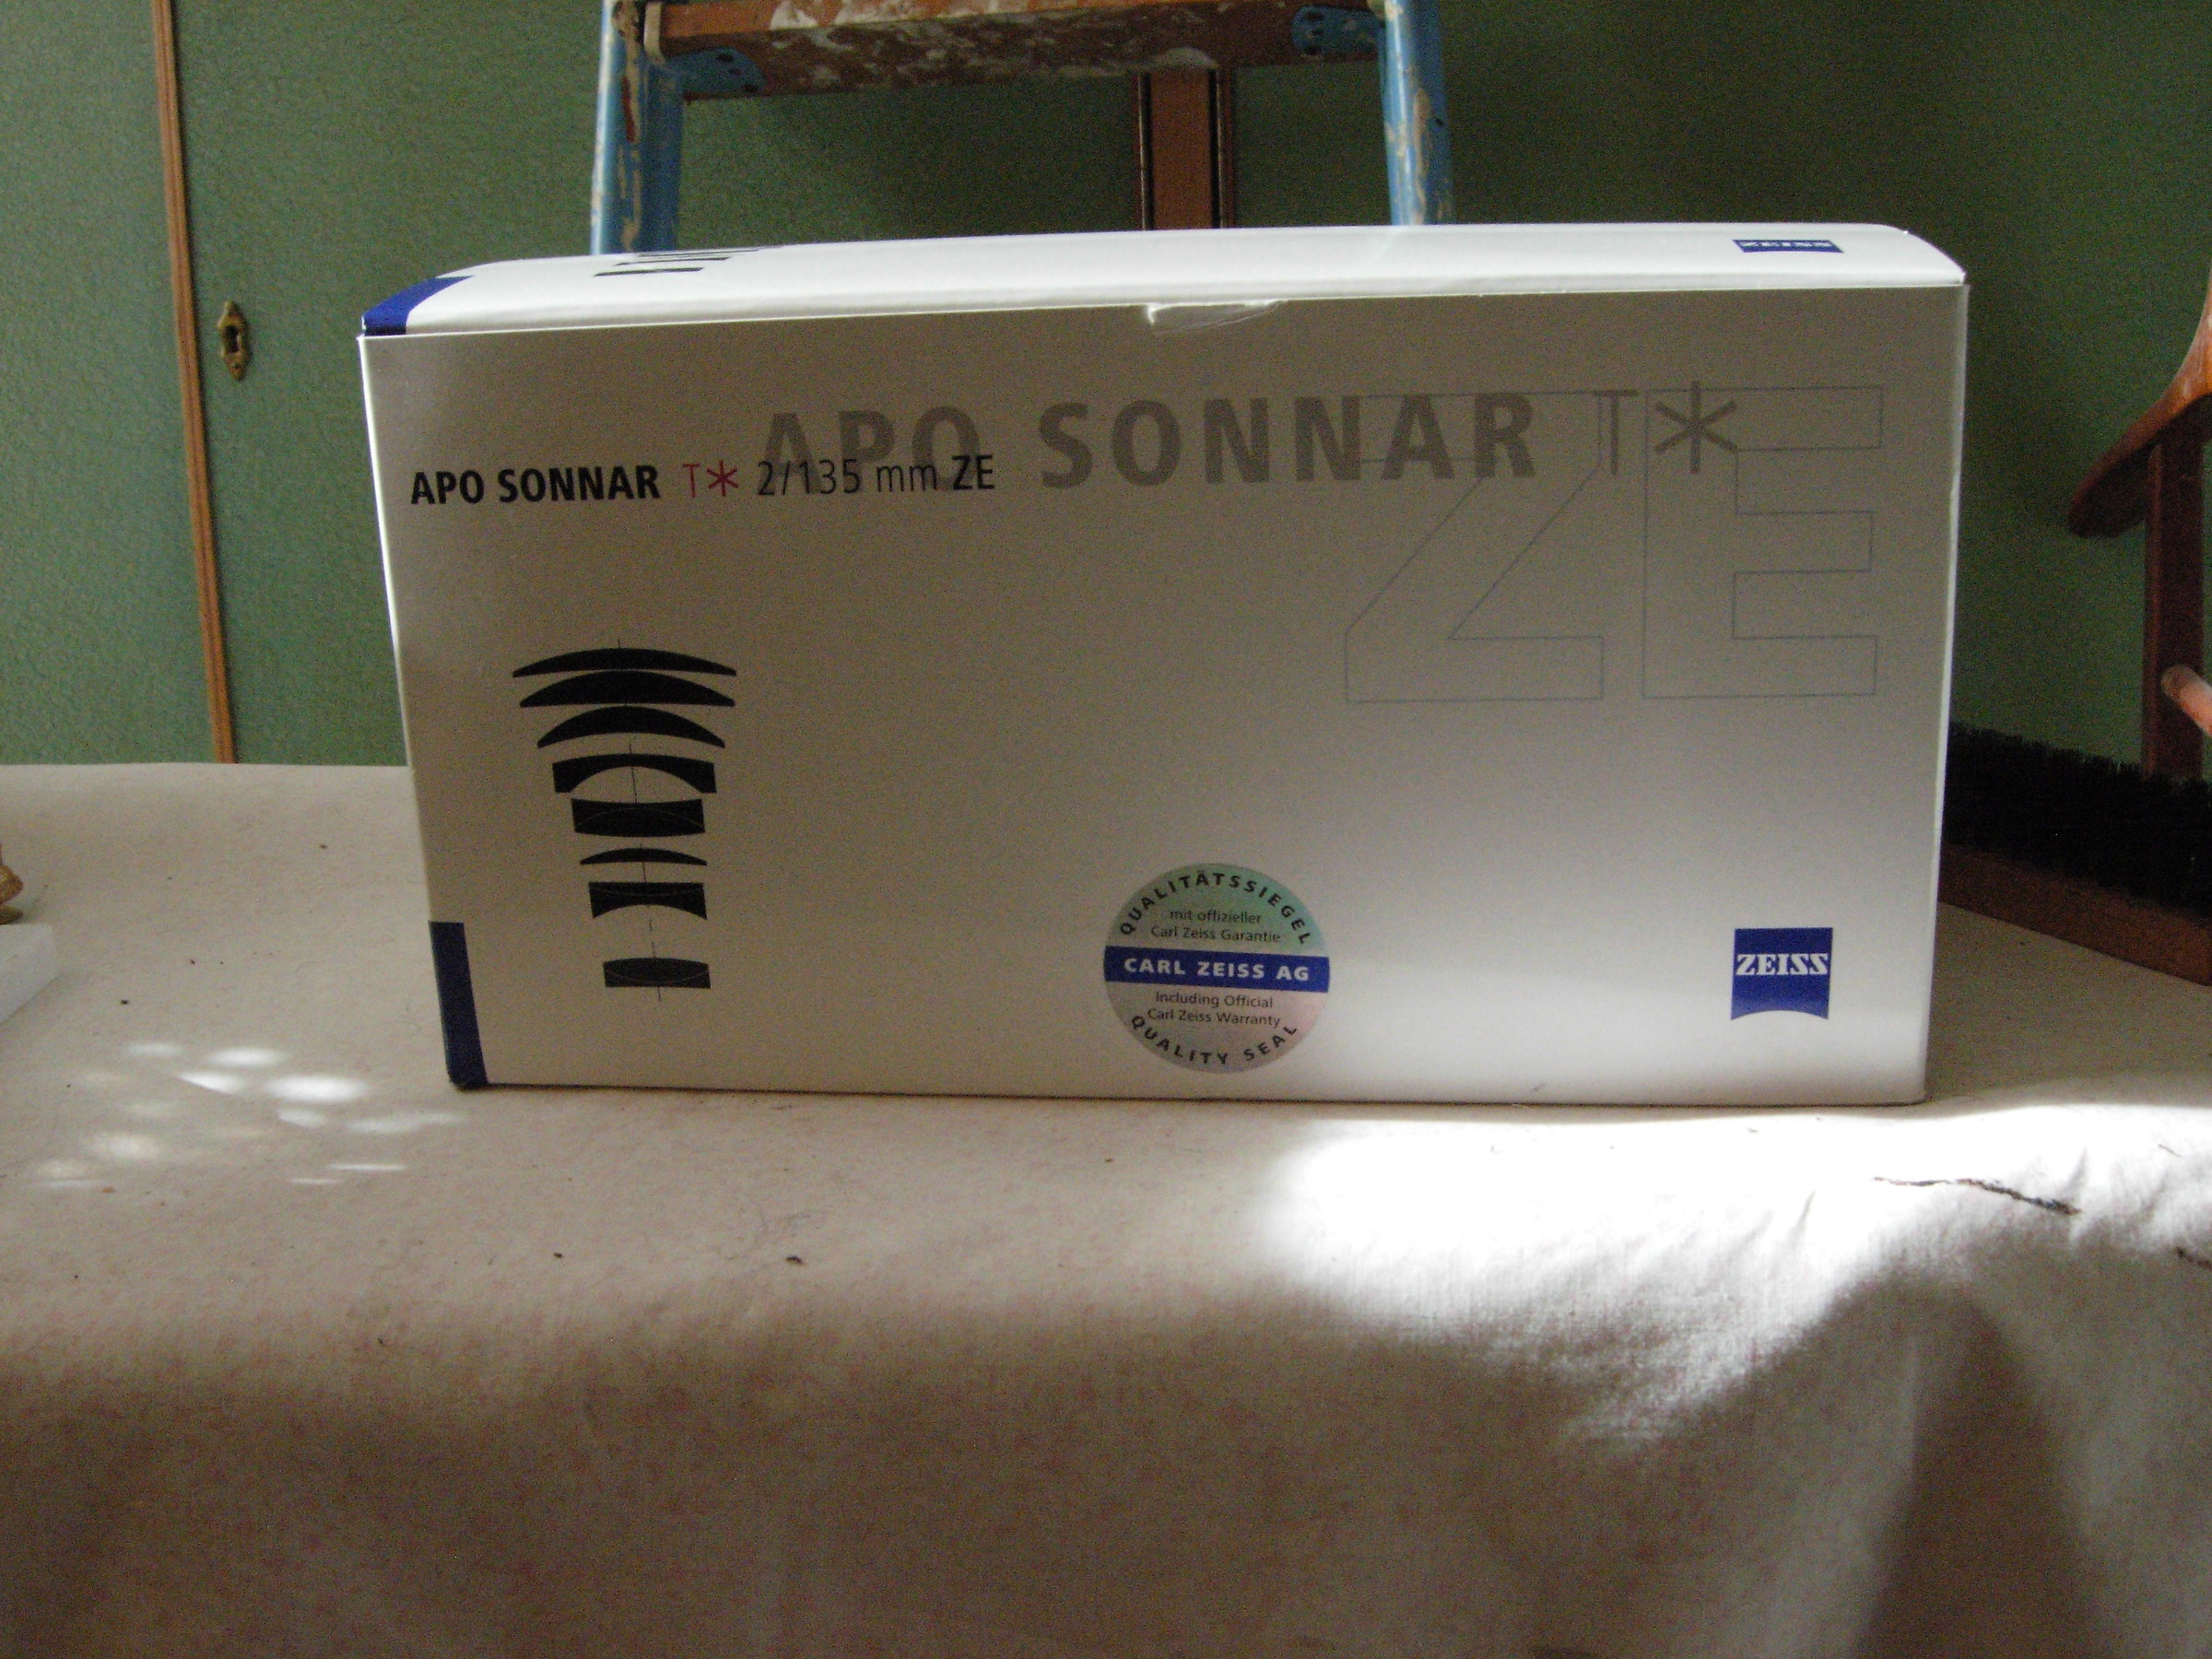 ZEISS
APO SONNAR T*
APO SONNAR T* 2/135 mm ZE
ZE
QUALITÄTSSIEGEL
mit offizieller
Carl Zeiss Garantie
CARL ZEISS AG
Including Official
Carl Zeiss Warranty
QUALITY SEAL
ZEISS